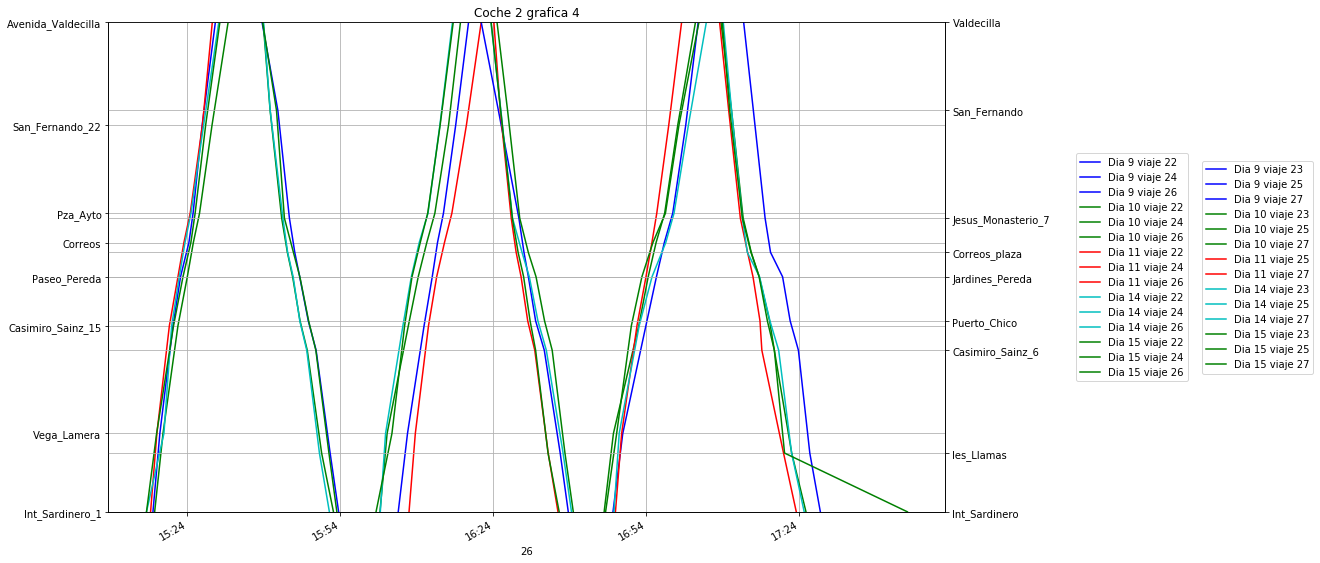 Coche 2 grafica 4
Avenida_Valdecilla
San_Fernando_22
Pza_Ayto
Correos
Paseo_Pereda
Casimiro_Sainz_15
Vega_Lamera
Int_Sardinero_1
Valdecilla
San_Fernando
Jesus_Monasterio_7
Correos_plaza
Jardines_Pereda
Puerto_Chico
Casimiro_Sainz_6
Ies_Llamas
Int_Sardinero
15:24
15:54
16:24
16:54
17:24
26
Dia 9 viaje 22
Dia 9 viaje 24
Dia 9 viaje 26
Dia 10 viaje 22
Dia 10 viaje 24
Dia 10 viaje 26
Dia 11 viaje 22
Dia 11 viaje 24
Dia 11 viaje 26
Dia 14 viaje 22
Dia 14 viaje 24
Dia 14 viaje 26
Dia 15 viaje 22
Dia 15 viaje 24
Dia 15 viaje 26
Dia 9 viaje 23
Dia 9 viaje 25
Dia 9 viaje 27
Dia 10 viaje 23
Dia 10 viaje 25
Dia 10 viaje 27
Dia 11 viaje 25
Dia 11 viaje 27
Dia 14 viaje 23
Dia 14 viaje 25
Dia 14 viaje 27
Dia 15 viaje 23
Dia 15 viaje 25
Dia 15 viaje 27